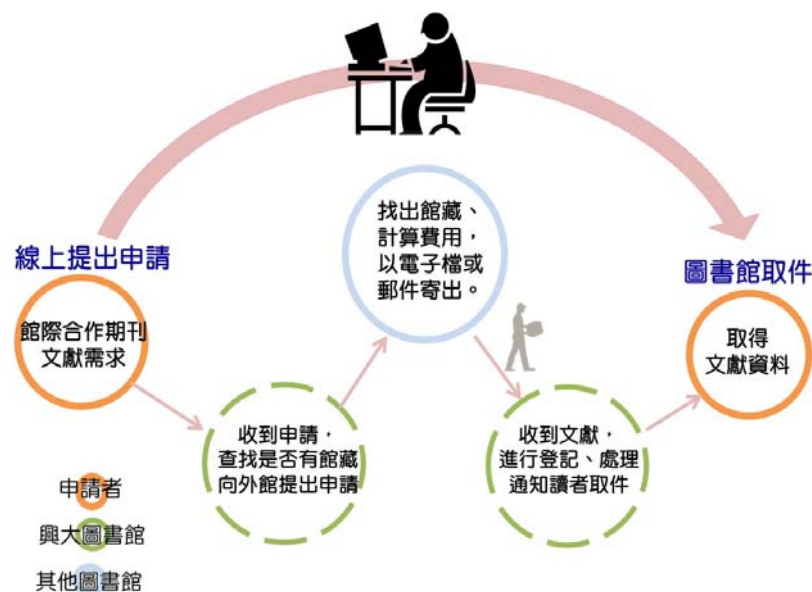 線上提出申請
館際合作期刊
文獻需求
收到申請，
查找是否有館藏
向外館提出申請
找出館藏、
計算費用，
以電子檔或
郵件寄出。
收到文獻，
進行登記、處理
通知讀者取件
圖書館取件
取得
文獻資料
申請者
興大圖書館
其他圖書館